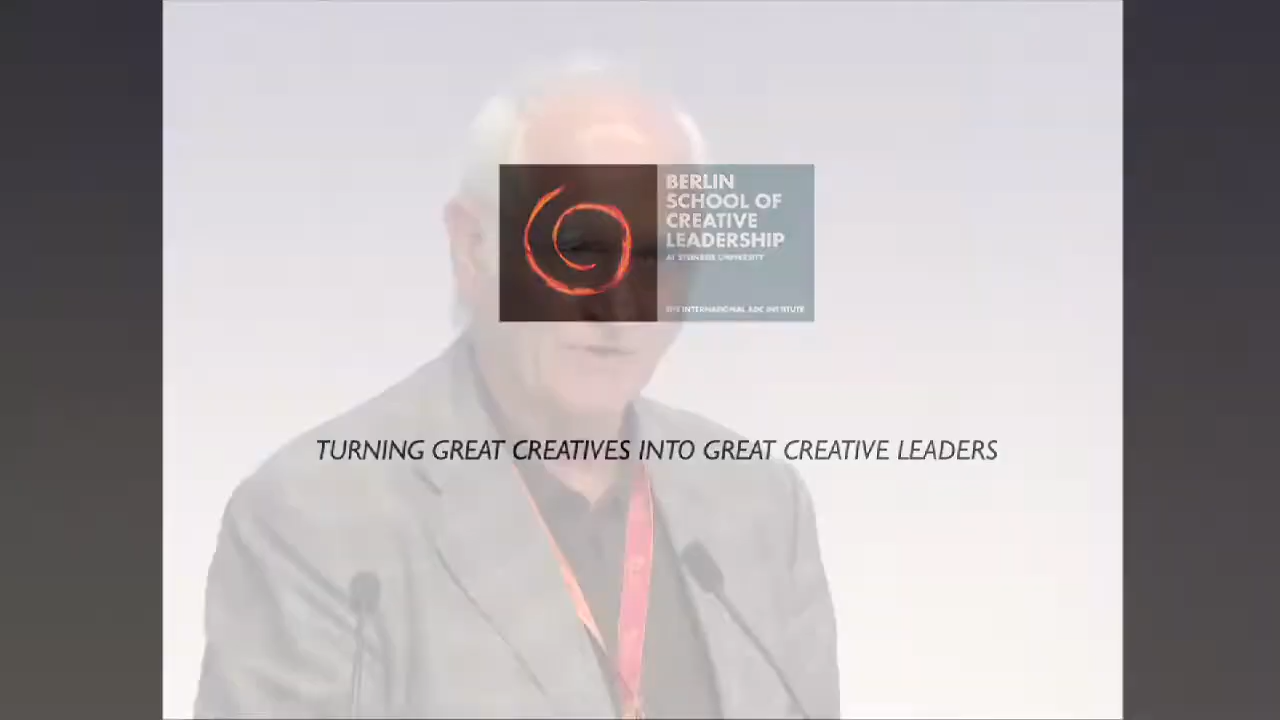 BERLIN
SCHOOL OF
CREATIVE
LEADERSHIP
AT STEINBEIS UNIVERSITY
THE INTERNATIONAL ADC INSTITUTE
TURNING GREAT CREATIVES INTO GREAT CREATIVE LEADERS